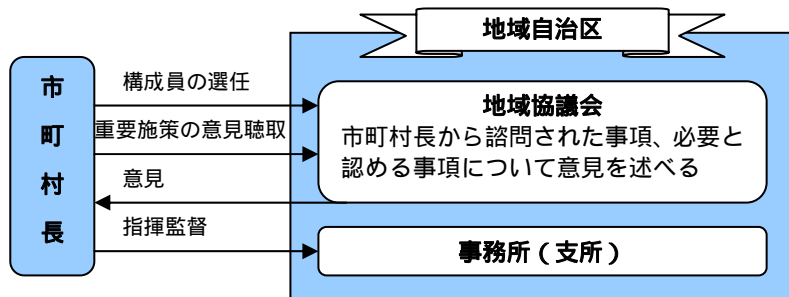 地域自治区
市町村長
構成員の選任
重要施策の意見聴取
意見
指揮監督
地域協議会
市町村長から諮問された事項、必要と
認める事項について意見を述べる
事務所(支所)